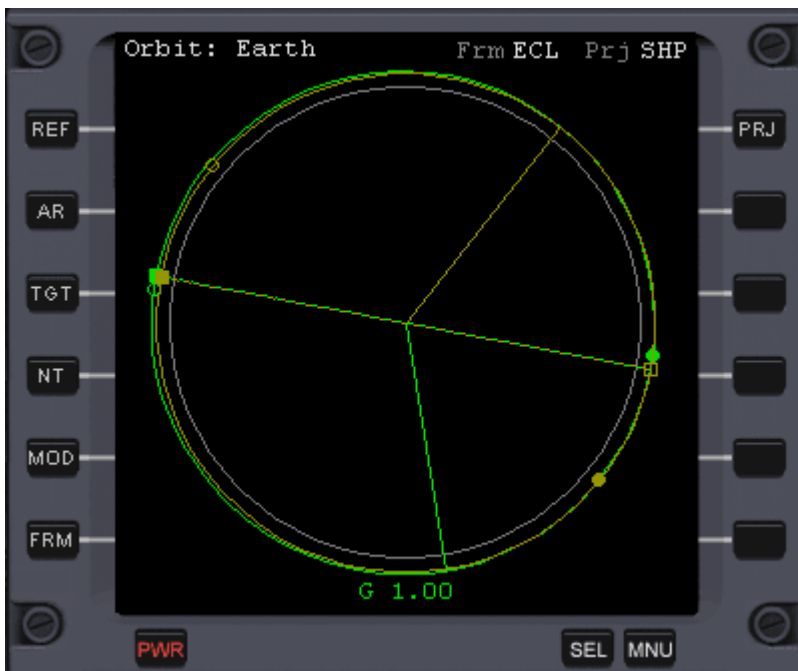 Orbit: Earth Frm ECL Prj SHP
REF
PRJ
AR
TGT
NT
MOD
FRM
G 1.00
PWR
SEL MNU